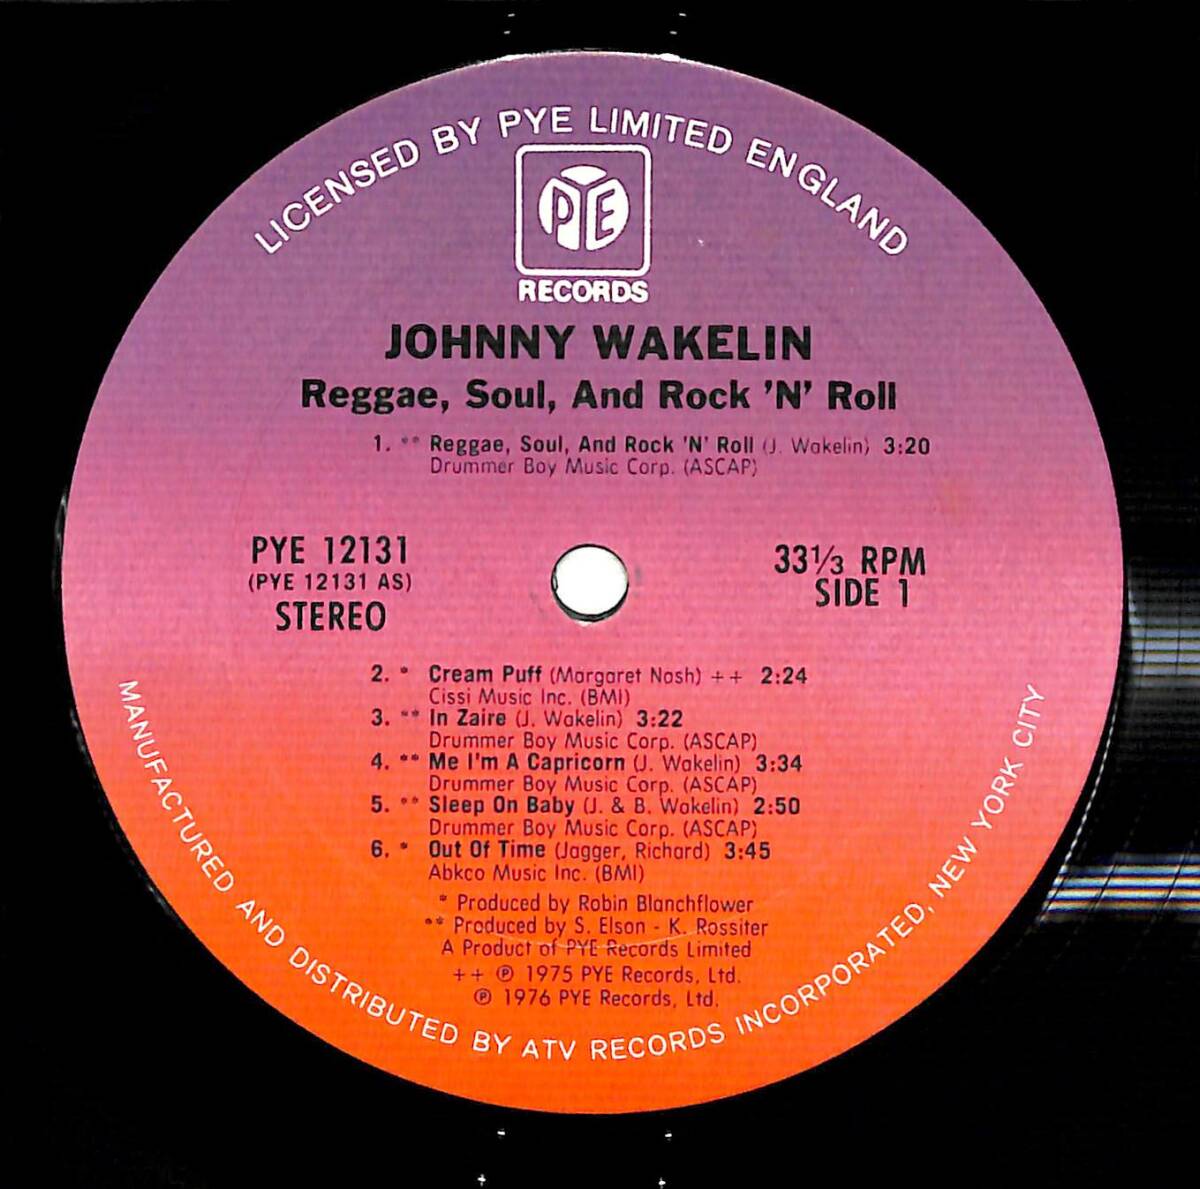 LICENSED BY PYE LIMITED ENGLAND
PYE
RECORDS
JOHNNY WAKELIN
Reggae, Soul, And Rock 'N' Roll
1. ** Reggae, Soul, And Rock 'N' Roll (J. Wakelin) 3:20
Drummer Boy Music Corp. (ASCAP)
PYE 12131
(PYE 12131 AS)
STEREO
33 1/3 RPM
SIDE 1
2. * Cream Puff (Margaret Nash) ++ 2:24
Cissi Music Inc. (BMI)
3. ** In Zaire (J. Wakelin) 3:22
Drummer Boy Music Corp. (ASCAP)
4. ** Me I'm A Capricorn (J. Wakelin) 3:34
Drummer Boy Music Corp. (ASCAP)
5. ** Sleep On Baby (J. & B. Wakelin) 2:50
Drummer Boy Music Corp. (ASCAP)
6. * Out Of Time (Jagger, Richard) 3:45
Abkco Music Inc. (BMI)
* Produced by Robin Blanchflower
** Produced by S. Elson - K. Rossiter
A Product of PYE Records Limited
++ ℗ 1975 PYE Records, Ltd.
℗ 1976 PYE Records, Ltd.
MANUFACTURED AND DISTRIBUTED BY ATV RECORDS INCORPORATED, NEW YORK CITY